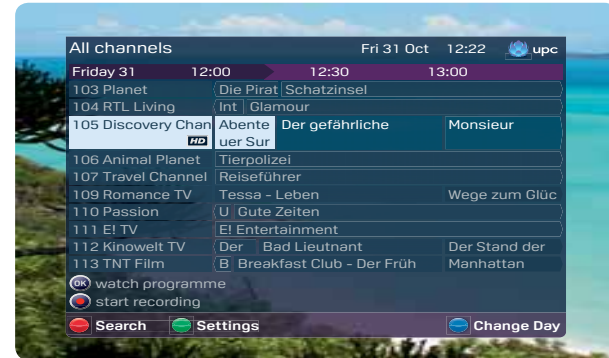 All channels Fri 31 Oct 12:22 upc
Friday 31 12:00 12:30 13:00
103 Planet Die Pirat Schatzinsel
104 RTL Living Int Glamour
105 Discovery Chan Abente Der gefährliche Monsieur
HD uer Sur
106 Animal Planet Tierpolizei
107 Travel Channel Reiseführer
109 Romance TV Tessa - Leben Wege zum Glüc
110 Passion U Gute Zeiten
111 E! TV E! Entertainment
112 Kinowelt TV Der Bad Lieutnant Der Stand der
113 TNT Film B Breakfast Club - Der Früh Manhattan
OK watch programme
start recording
Search Settings Change Day